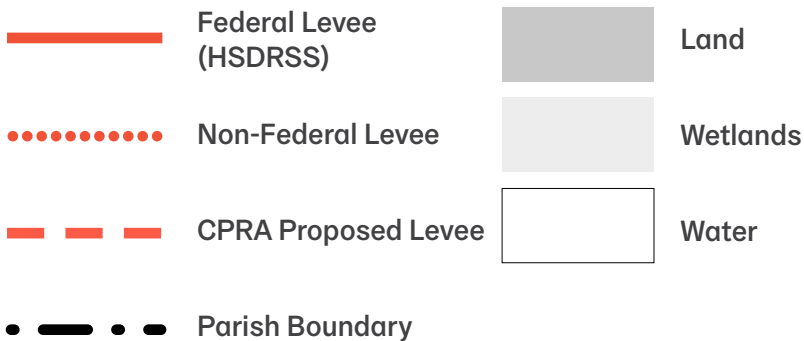 Federal Levee
(HSDRSS)
Non-Federal Levee
CPRA Proposed Levee
Parish Boundary
Land
Wetlands
Water